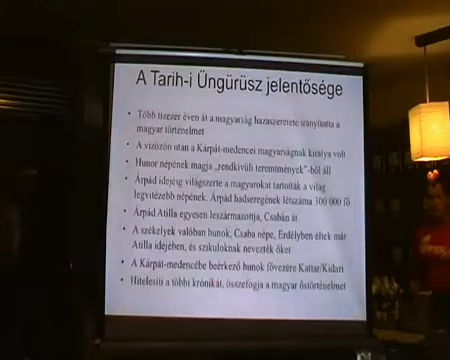 A Tarih-i Üngürüsz jelentősége
• Több tízezer éven át a magyarság hazaszeretete irányította a
magyar történelmet
• A vízözön után a Kárpát-medencei magyarságnak királya volt
• Hunor népének magja „rendkívüli teremtmények”-ből áll
• Árpád idejéig világszerte a magyarokat tartották a világ
legvitézebb népének. Árpád hadseregének létszáma 300 000 fő
• Árpád Atilla egyenes leszármazottja, Csabán át
• A székelyek valóban hunok, Csaba népe, Erdélyben éltek már
Atilla idejében, és szikuloknak nevezték őket
• A Kárpát-medencébe beérkező hunok fővezére Kattar/Kidari
• Hitelesíti a többi krónikát, összefogja a magyar őstörténelmet